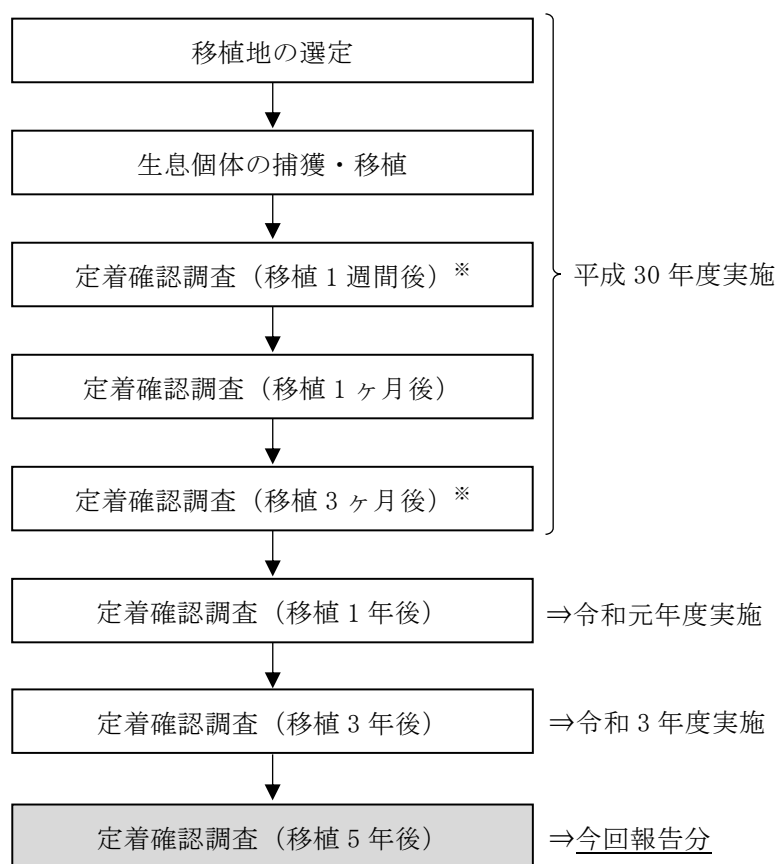 移植地の選定
生息個体の捕獲・移植
定着確認調査（移植 1 週間後）※
平成 30 年度実施
定着確認調査（移植 1 ヶ月後）
定着確認調査（移植 3 ヶ月後）※
定着確認調査（移植 1 年後）
⇒令和元年度実施
定着確認調査（移植 3 年後）
⇒令和 3 年度実施
定着確認調査（移植 5 年後）
⇒今回報告分